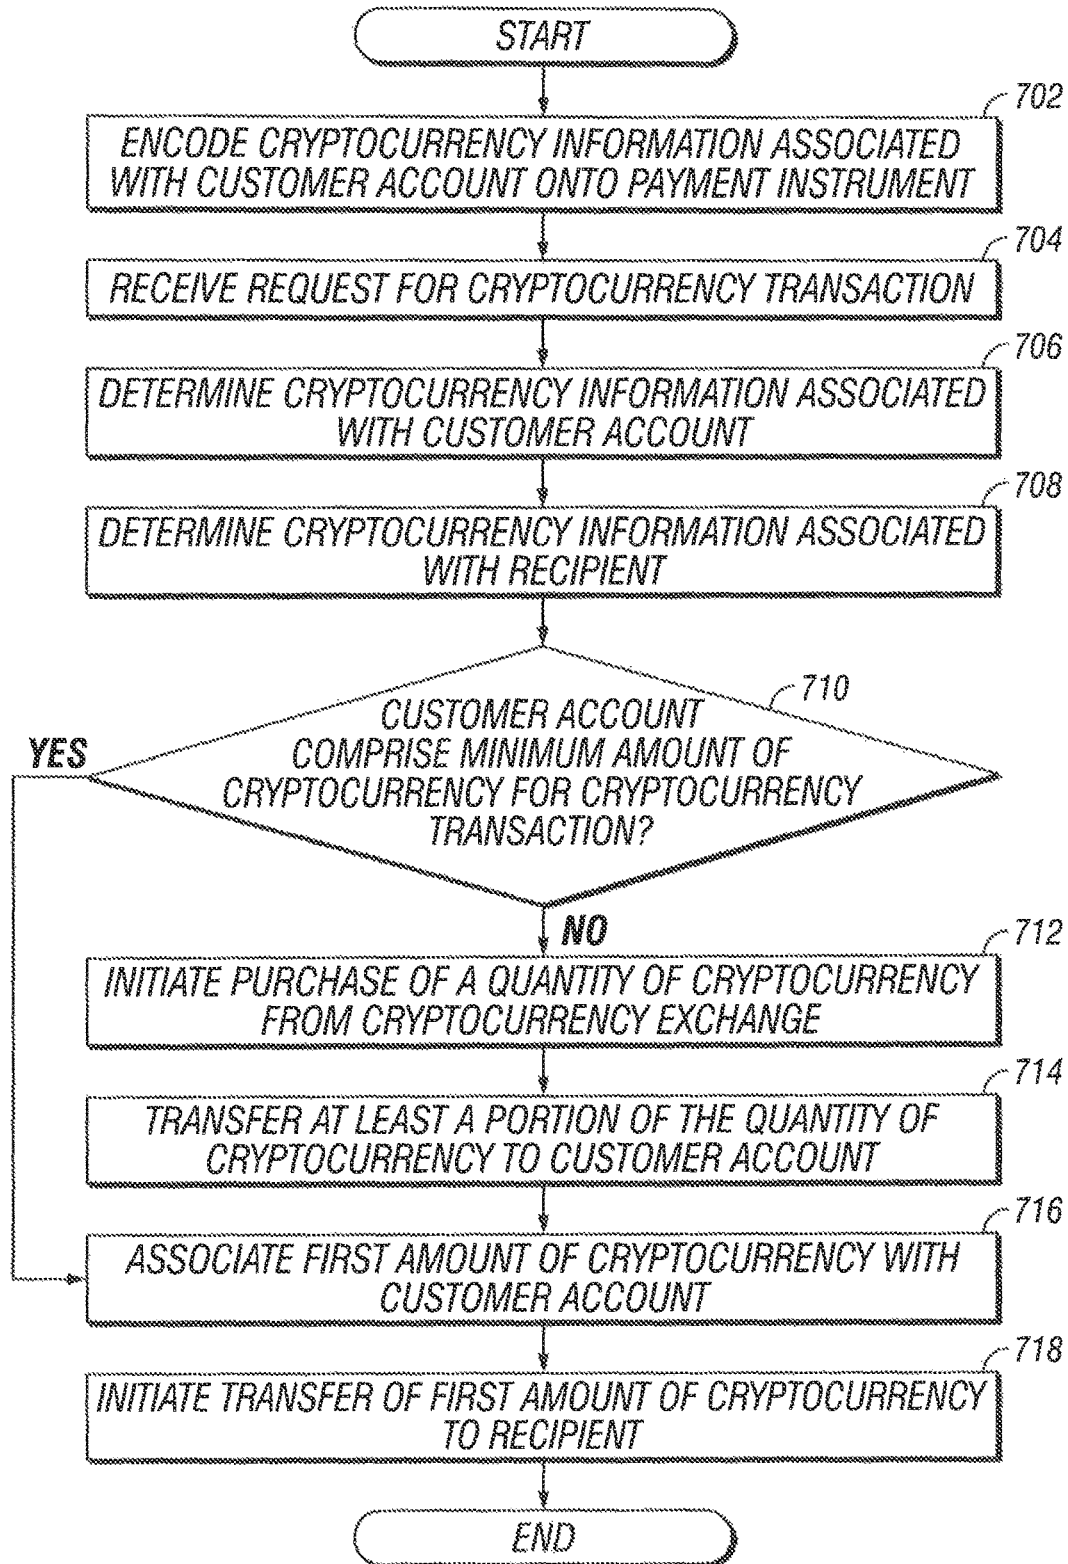 START
702
ENCODE CRYPTOCURRENCY INFORMATION ASSOCIATED
WITH CUSTOMER ACCOUNT ONTO PAYMENT INSTRUMENT
704
RECEIVE REQUEST FOR CRYPTOCURRENCY TRANSACTION
706
DETERMINE CRYPTOCURRENCY INFORMATION ASSOCIATED
WITH CUSTOMER ACCOUNT
708
DETERMINE CRYPTOCURRENCY INFORMATION ASSOCIATED
WITH RECIPIENT
710
CUSTOMER ACCOUNT
COMPRISE MINIMUM AMOUNT OF
CRYPTOCURRENCY FOR CRYPTOCURRENCY
TRANSACTION?
YES
NO
712
INITIATE PURCHASE OF A QUANTITY OF CRYPTOCURRENCY
FROM CRYPTOCURRENCY EXCHANGE
714
TRANSFER AT LEAST A PORTION OF THE QUANTITY OF
CRYPTOCURRENCY TO CUSTOMER ACCOUNT
716
ASSOCIATE FIRST AMOUNT OF CRYPTOCURRENCY WITH
CUSTOMER ACCOUNT
718
INITIATE TRANSFER OF FIRST AMOUNT OF CRYPTOCURRENCY
TO RECIPIENT
END